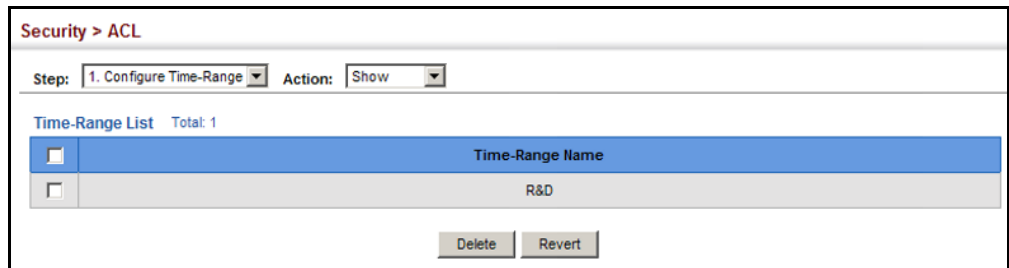 Security > ACL
Step: 1. Configure Time-Range Action: Show
Time-Range List Total: 1
Time-Range Name
R&D
Delete Revert